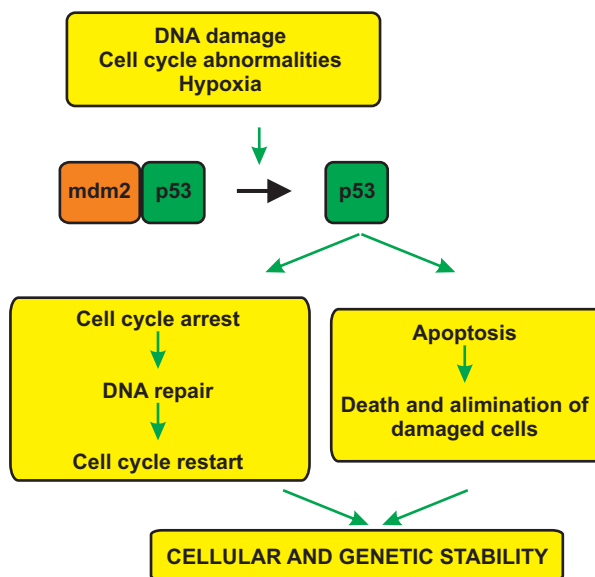 DNA damage
Cell cycle abnormalities
Hypoxia
mdm2 p53
p53
Cell cycle arrest
DNA repair
Cell cycle restart
Apoptosis
Death and alimination of
damaged cells
CELLULAR AND GENETIC STABILITY